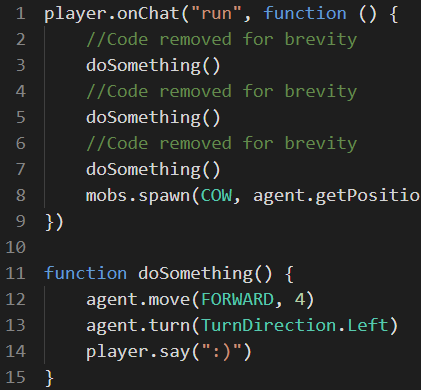 1 player.onChat("run", function () {
2     //Code removed for brevity
3     doSomething()
4     //Code removed for brevity
5     doSomething()
6     //Code removed for brevity
7     doSomething()
8     mobs.spawn(COW, agent.getPositio
9 })
10
11 function doSomething() {
12     agent.move(FORWARD, 4)
13     agent.turn(TurnDirection.Left)
14     player.say(":)")
15 }